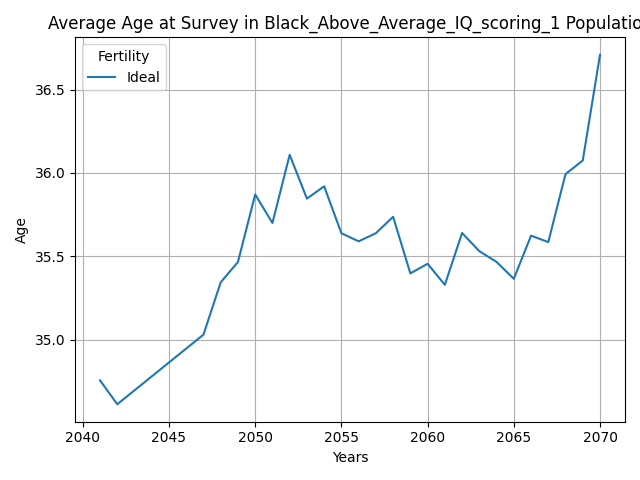 Average Age at Survey in Black_Above_Average_IQ_scoring_1 Populatio
Fertility
Ideal
36.5
36.0
35.5
35.0
Age
2040 2045 2050 2055 2060 2065 2070
Years